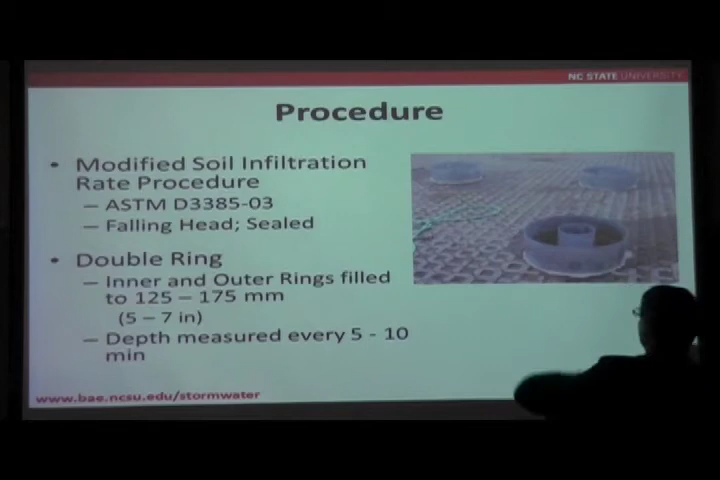 NC STATE UNIVERSITY
Procedure
• Modified Soil Infiltration
Rate Procedure
– ASTM D3385-03
– Falling Head; Sealed
• Double Ring
– Inner and Outer Rings filled
to 125 – 175 mm
(5 – 7 in)
– Depth measured every 5 - 10
min
www.bae.ncsu.edu/stormwater